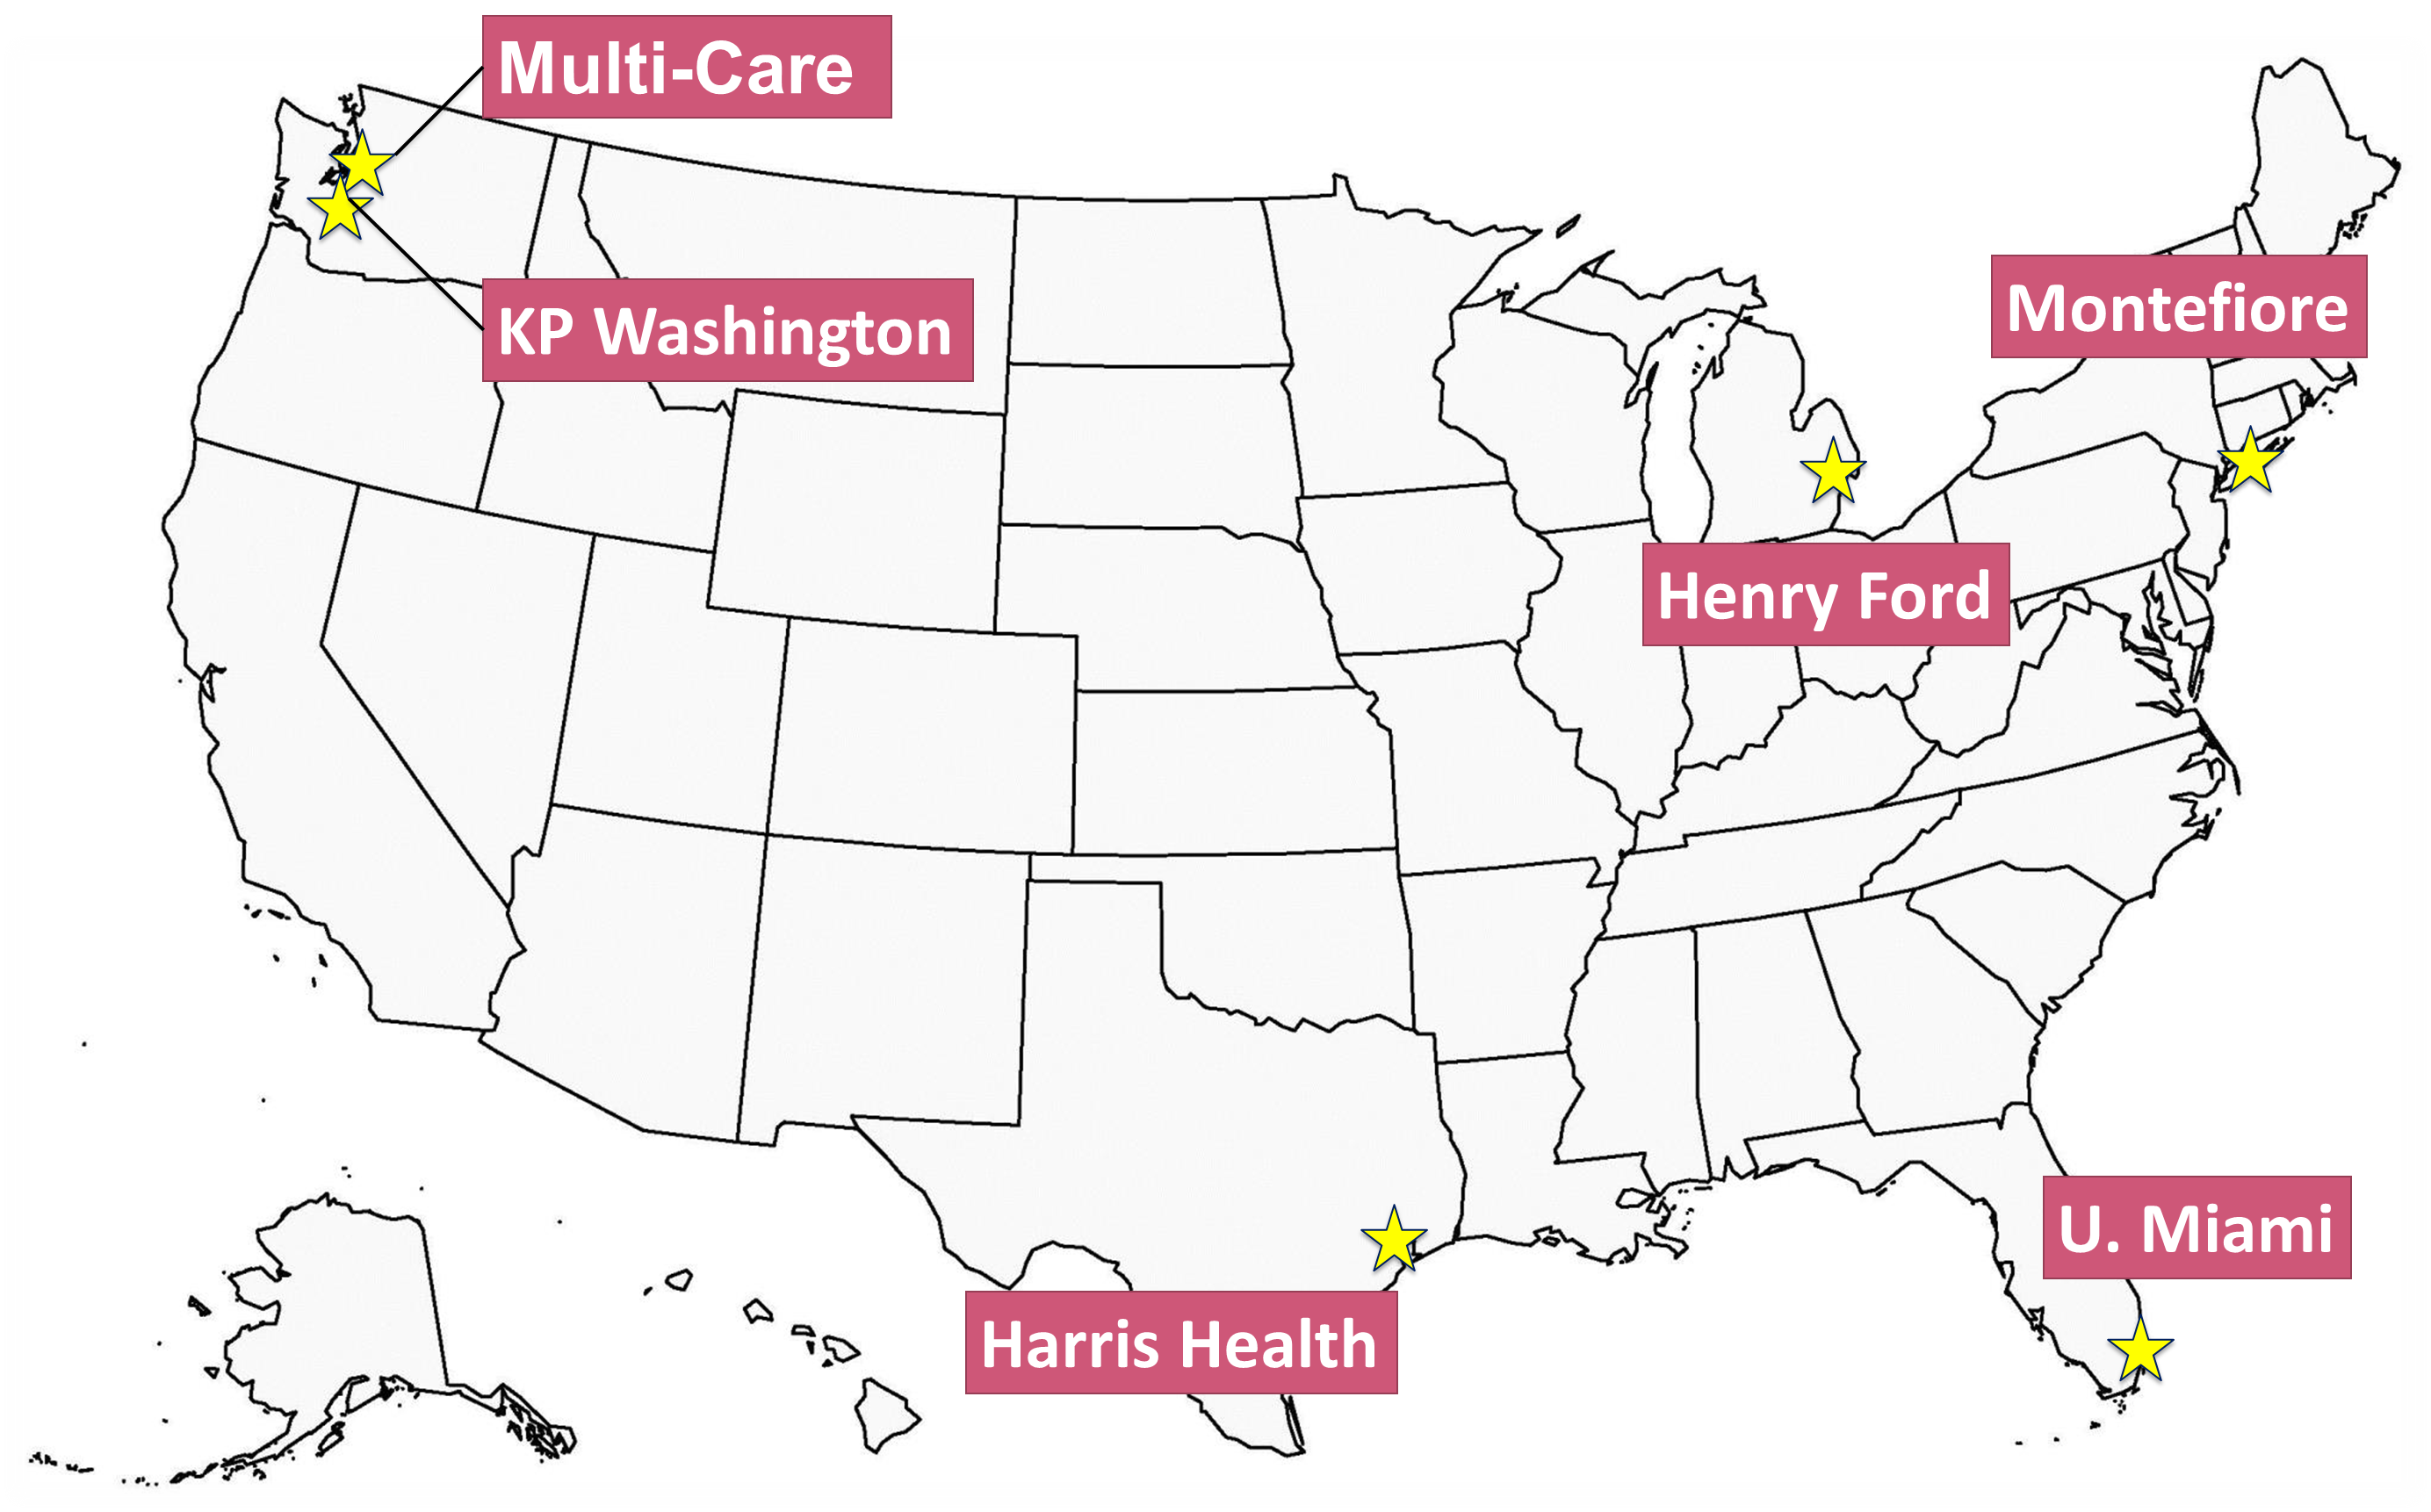 Multi-Care
KP Washington
Montefiore
Henry Ford
U. Miami
Harris Health